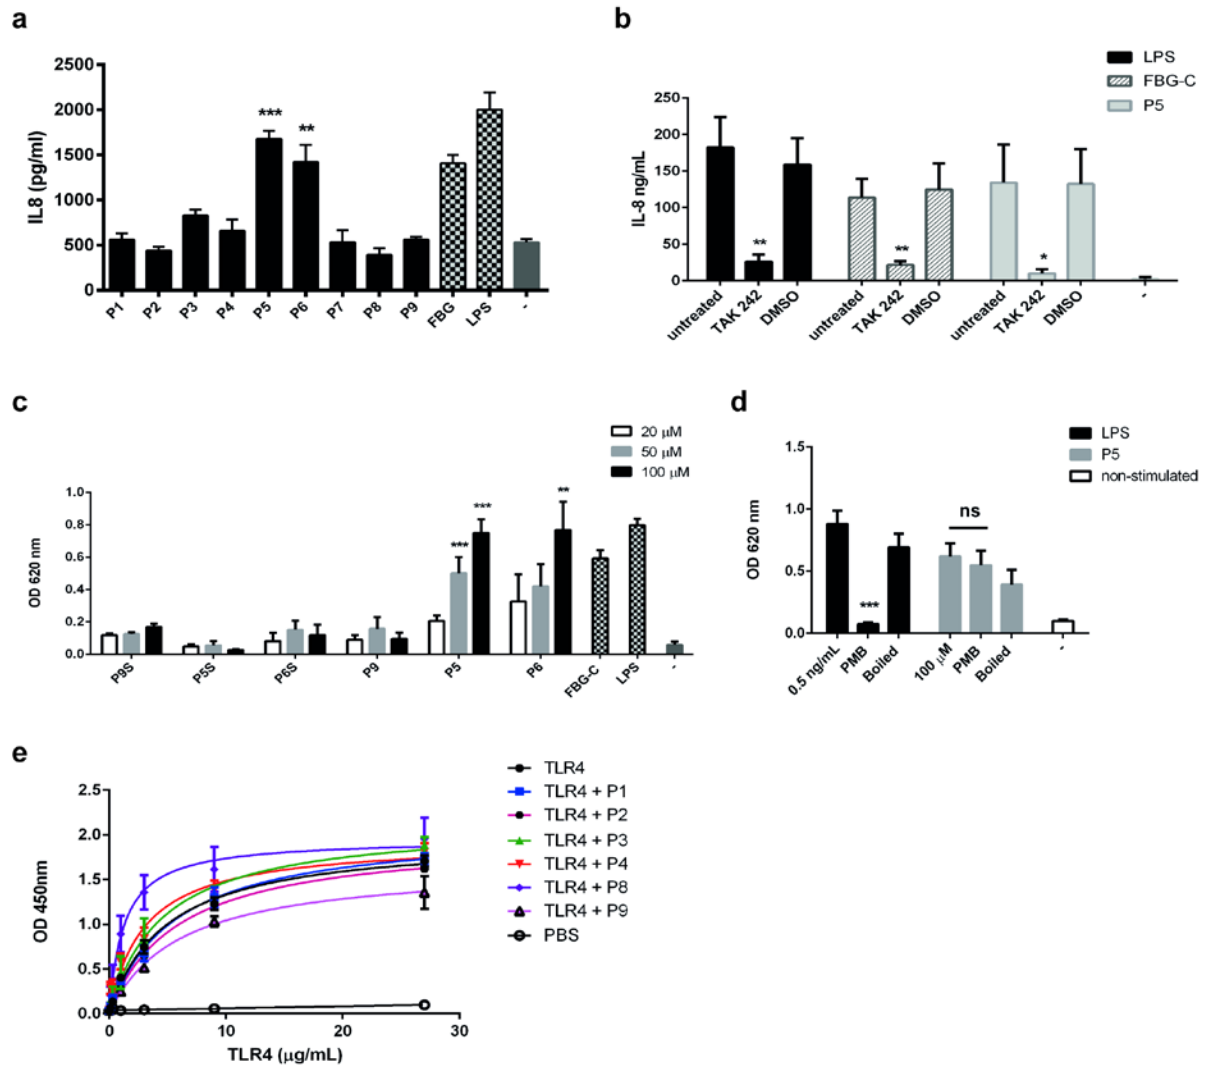 a
2500
2000
1500
1000
500
0
IL8 (pg/ml)
***
**
P1 P2 P3 P4 P5 P6 P7 P8 P9 FBG LPS -
b
LPS
FBG-C
P5
250
200
150
100
50
0
IL-8 ng/mL
** ** *
untreated TAK 242 DMSO untreated TAK 242 DMSO untreated TAK 242 DMSO -
c
20 µM
50 µM
100 µM
1.0
0.8
0.6
0.4
0.2
0.0
OD 620 nm
*** *** **
P9S P5S P6S P9 P5 P6 FBG-C LPS -
d
LPS
P5
non-stimulated
1,5
1,0
0,5
0,0
OD 620 nm
ns
***
0.5 ng/mL PMB Boiled 100 µM PMB Boiled -
e
TLR4
TLR4 + P1
TLR4 + P2
TLR4 + P3
TLR4 + P4
TLR4 + P8
TLR4 + P9
PBS
2.5
2.0
1.5
1.0
0.5
0.0
OD 450nm
0 10 20 30
TLR4 (µg/mL)